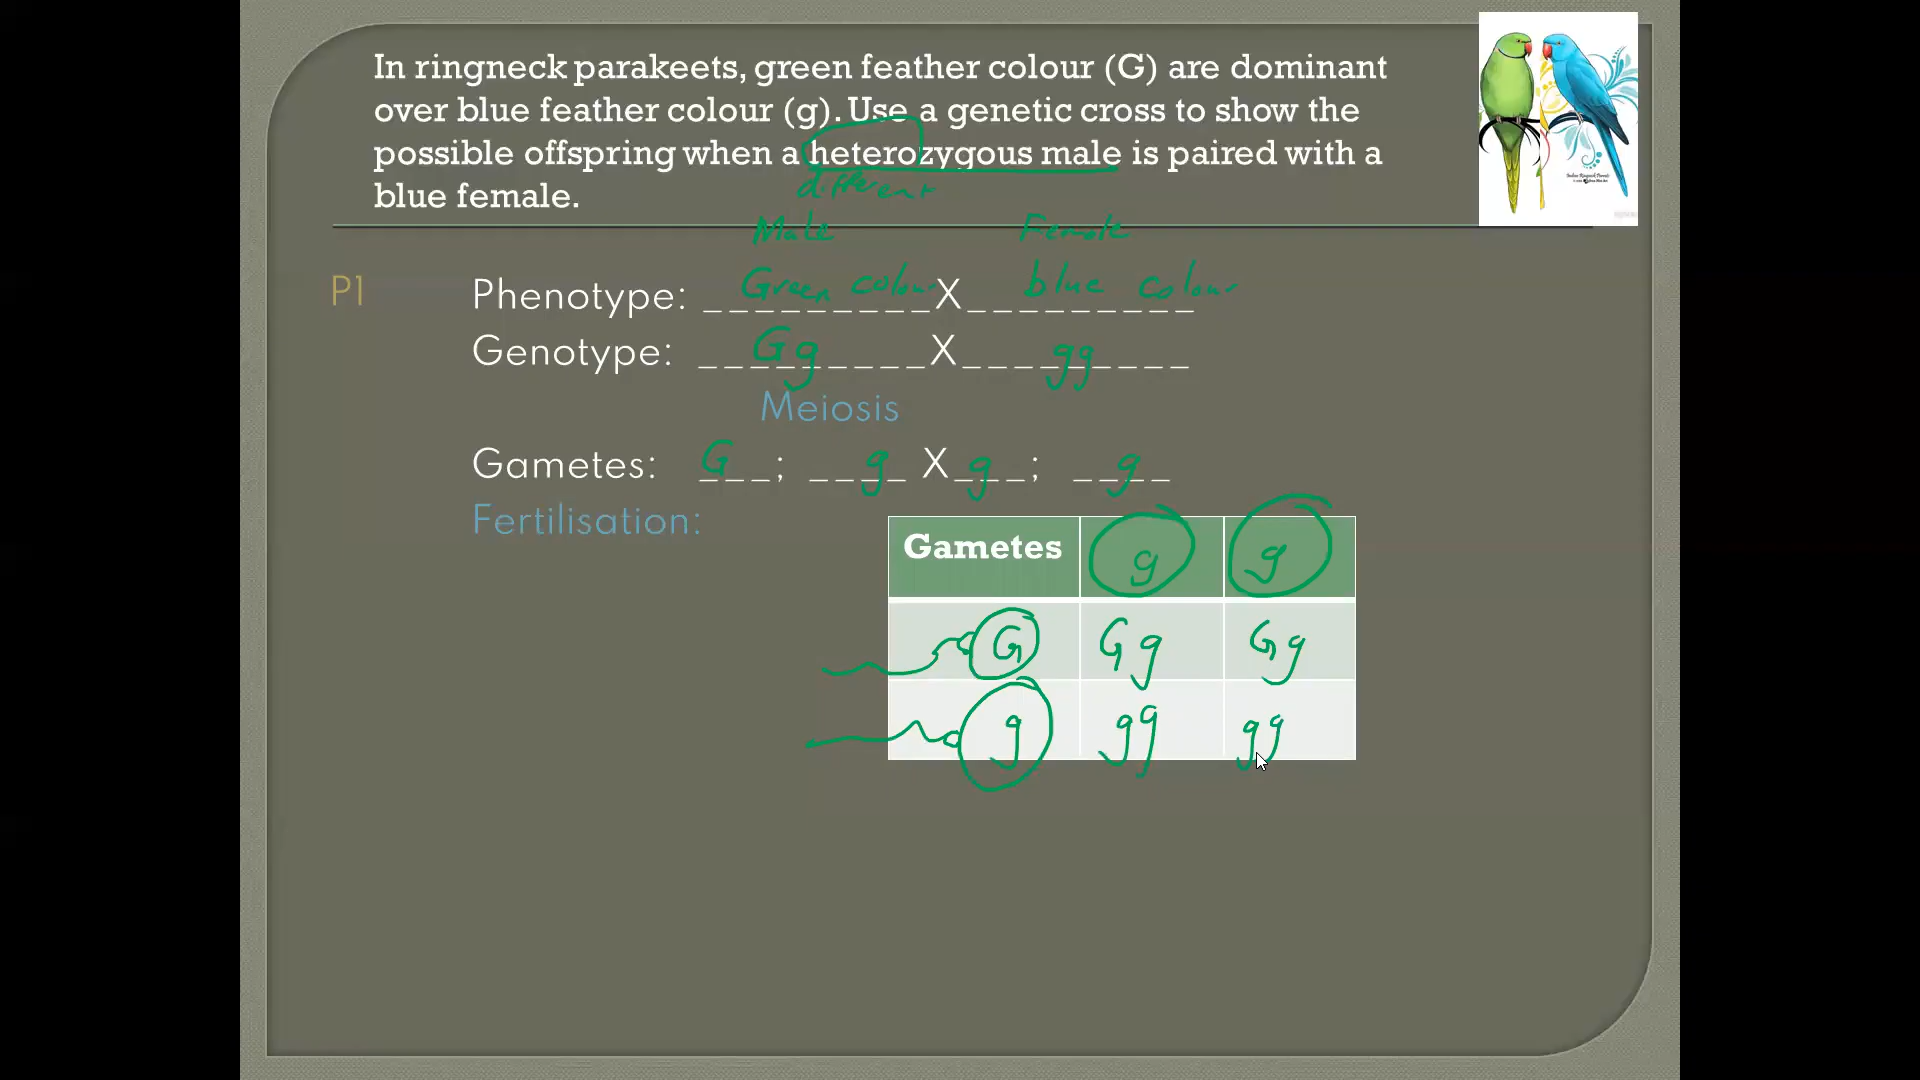 In ringneck parakeets, green feather colour (G) are dominant
over blue feather colour (g). Use a genetic cross to show the
possible offspring when a heterozygous male is paired with a
blue female.
different
Male Female
P1 Phenotype: Green colour X blue colour
Genotype: Gg X gg
Meiosis
Gametes: G ; g X g ; g
Fertilisation:
Gametes g g
G Gg Gg
g gg gg